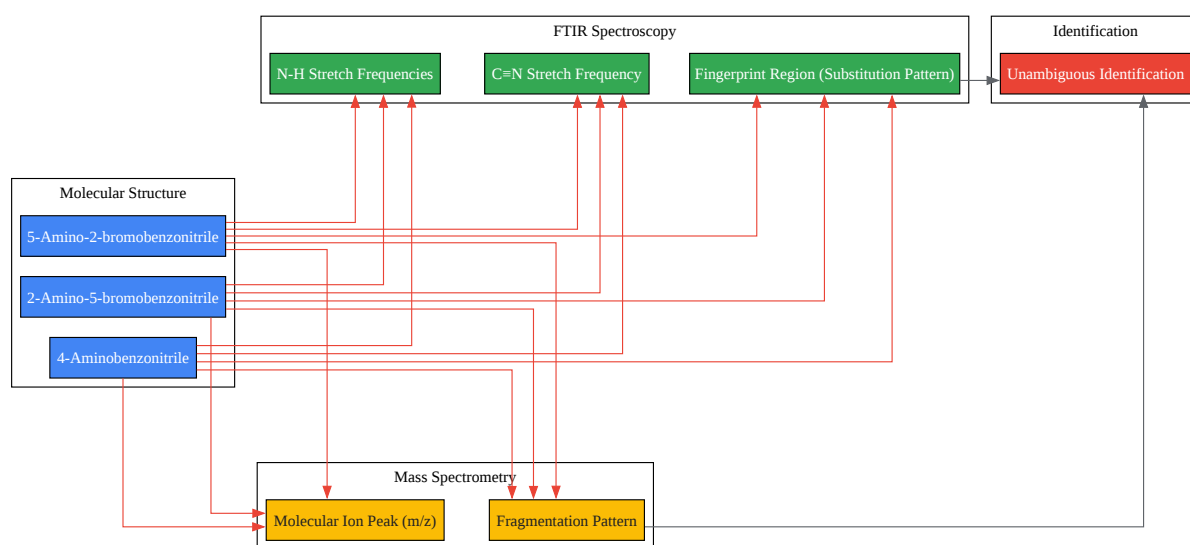 FTIR Spectroscopy
Identification
N-H Stretch Frequencies
C≡N Stretch Frequency
Fingerprint Region (Substitution Pattern)
Unambiguous Identification
Molecular Structure
5-Amino-2-bromobenzonitrile
2-Amino-5-bromobenzonitrile
4-Aminobenzonitrile
Mass Spectrometry
Molecular Ion Peak (m/z)
Fragmentation Pattern